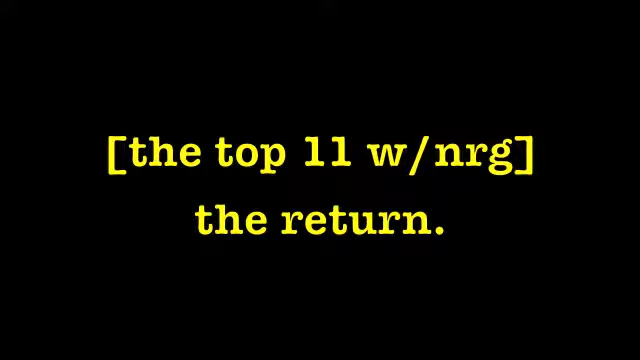 [the top 11 w/nrg]
the return.